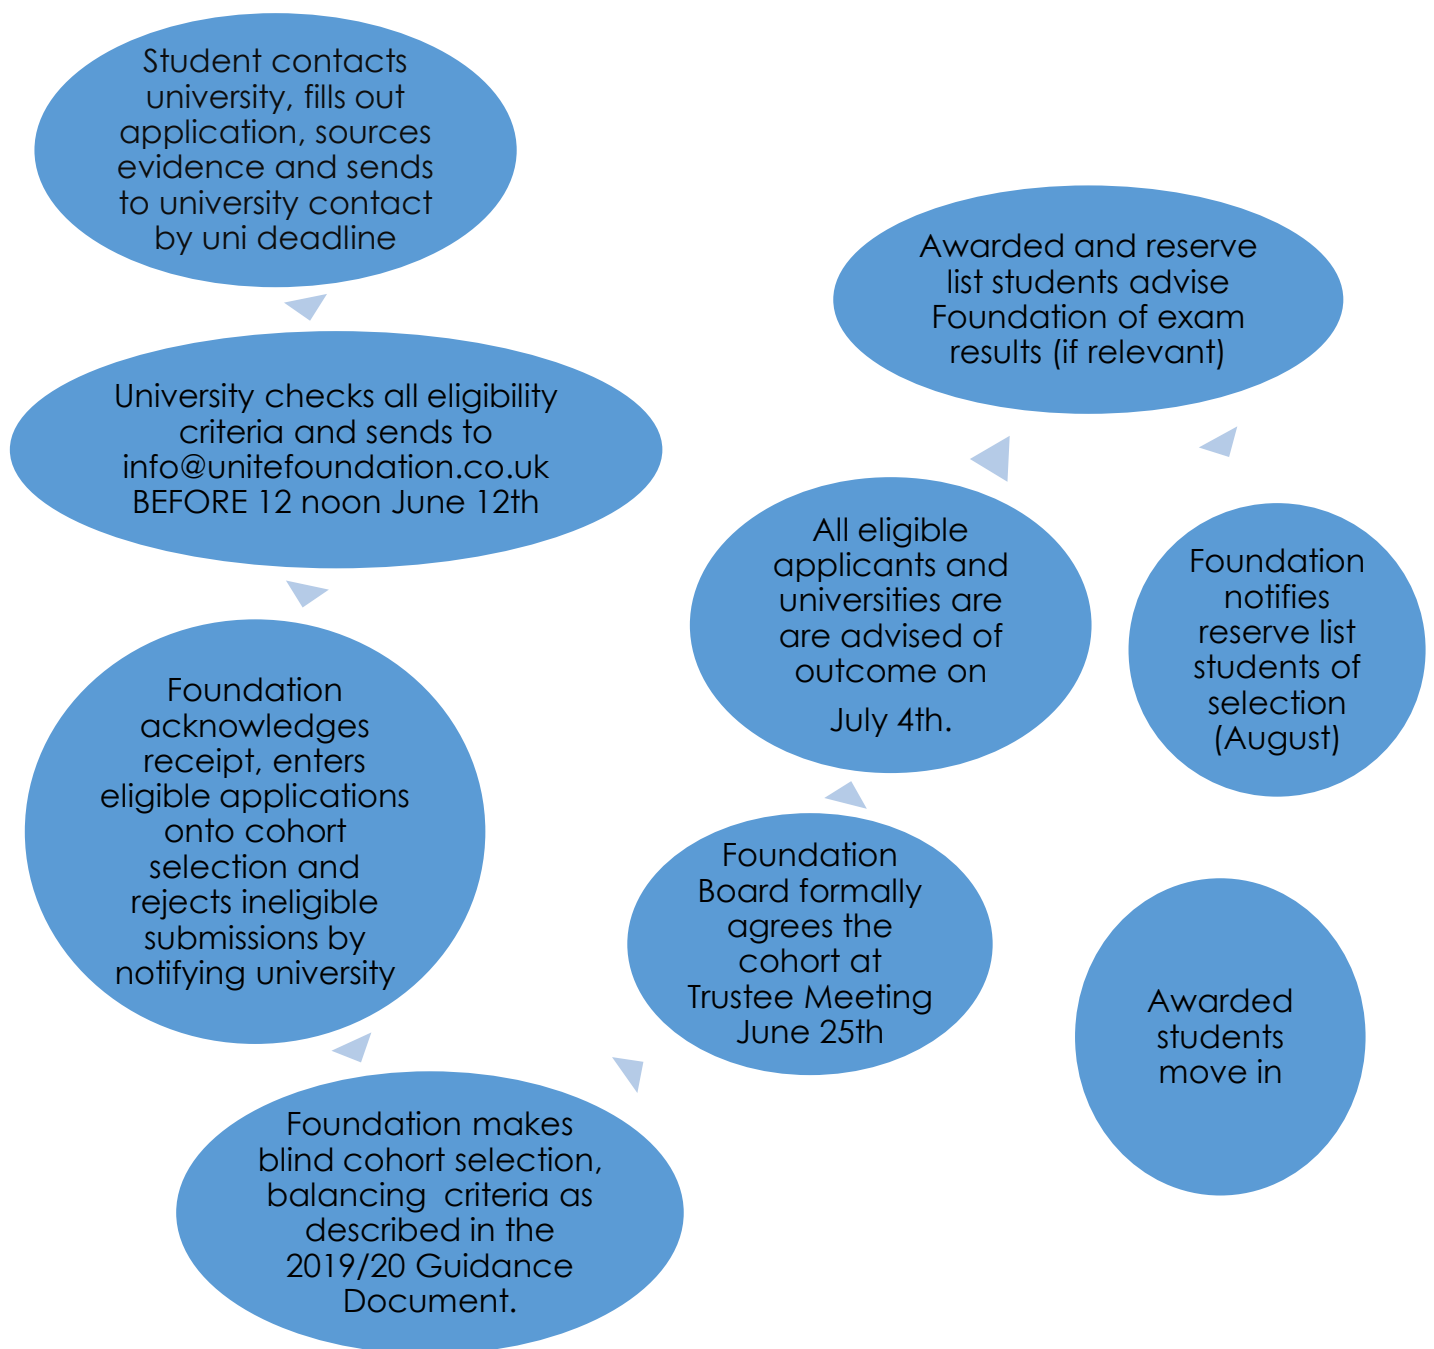 Student contacts
university, fills out
application, sources
evidence and sends
to university contact
by uni deadline
University checks all eligibility
criteria and sends to
info@unitefoundation.co.uk
BEFORE 12 noon June 12th
Foundation
acknowledges
receipt, enters
eligible applications
onto cohort
selection and
rejects ineligible
submissions by
notifying university
Foundation makes
blind cohort selection,
balancing  criteria as
described in the
2019/20 Guidance
Document.
Foundation
Board formally
agrees the
cohort at
Trustee Meeting
June 25th
All eligible
applicants and
universities are
are advised of
outcome on
July 4th.
Awarded and reserve
list students advise
Foundation of exam
results (if relevant)
Foundation
notifies
reserve list
students of
selection
(August)
Awarded
students
move in